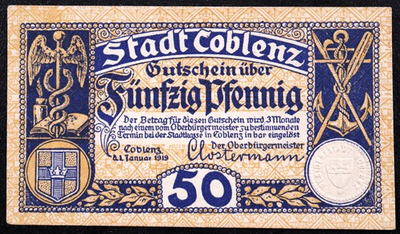 Stadt Coblenz
Gutschein über
Fünfzig Pfennig
Der Betrag für diesen Gutschein wird 3 Monate
nach einem vom Oberbürgermeister zu bestimmenden
Termin bei der Stadtkasse in Coblenz in bar eingelöst
Coblenz Der Oberbürgermeister
d.1. Januar 1919 Clostermann
50